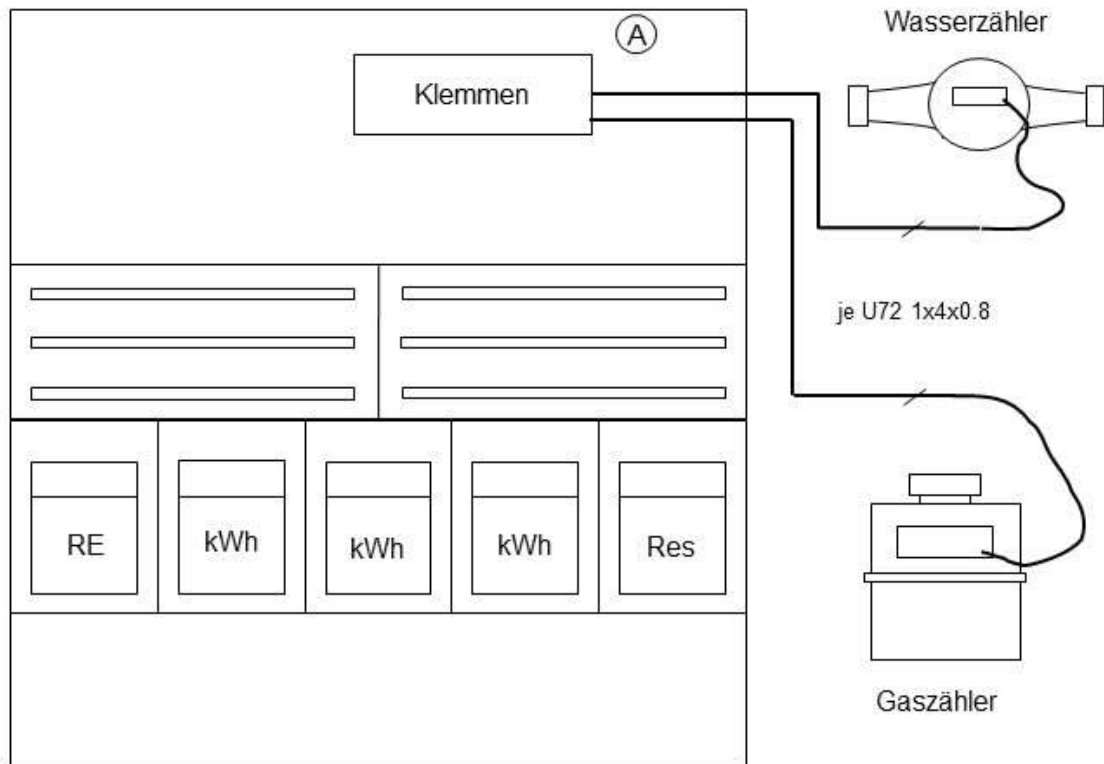 A
Wasserzähler
Klemmen
je U72 1x4x0.8
RE
kWh
kWh
kWh
Res
Gaszähler